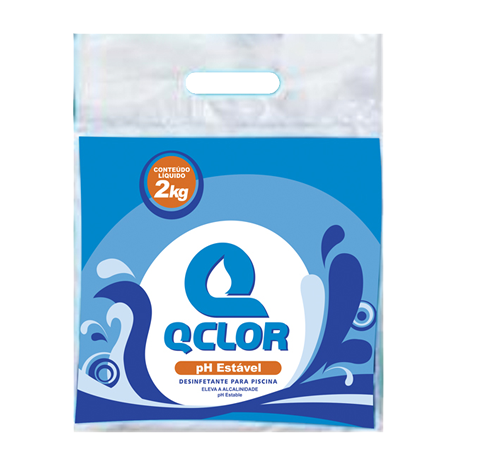 CONTEÚDO
LÍQUIDO
2kg
QCLOR
pH Estável
DESINFETANTE PARA PISCINA
ELEVA A ALCALINIDADE
pH Estable